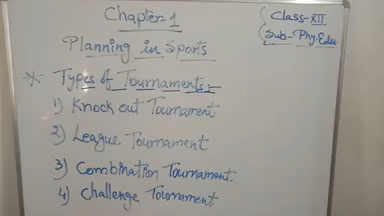 Chapter-1
Class-XII
Sub-Phy.Edu.
Planning in Sports
* Types of Tournaments:-
1) Knock out Tournament
2) League Tournament
3) Combination Tournament.
4) Challenge Tournament.